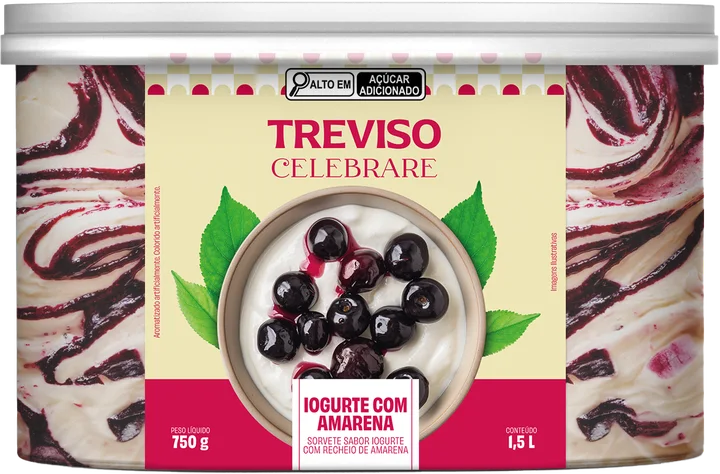 ALTO EM
AÇÚCAR
ADICIONADO
TREVISO
CELEBRARE
Aromatizado artificialmente. Colorido artificialmente.
Imagens Ilustrativas
PESO LÍQUIDO
750 g
IOGURTE COM
AMARENA
SORVETE SABOR IOGURTE
COM RECHEIO DE AMARENA
CONTEÚDO
1,5 L